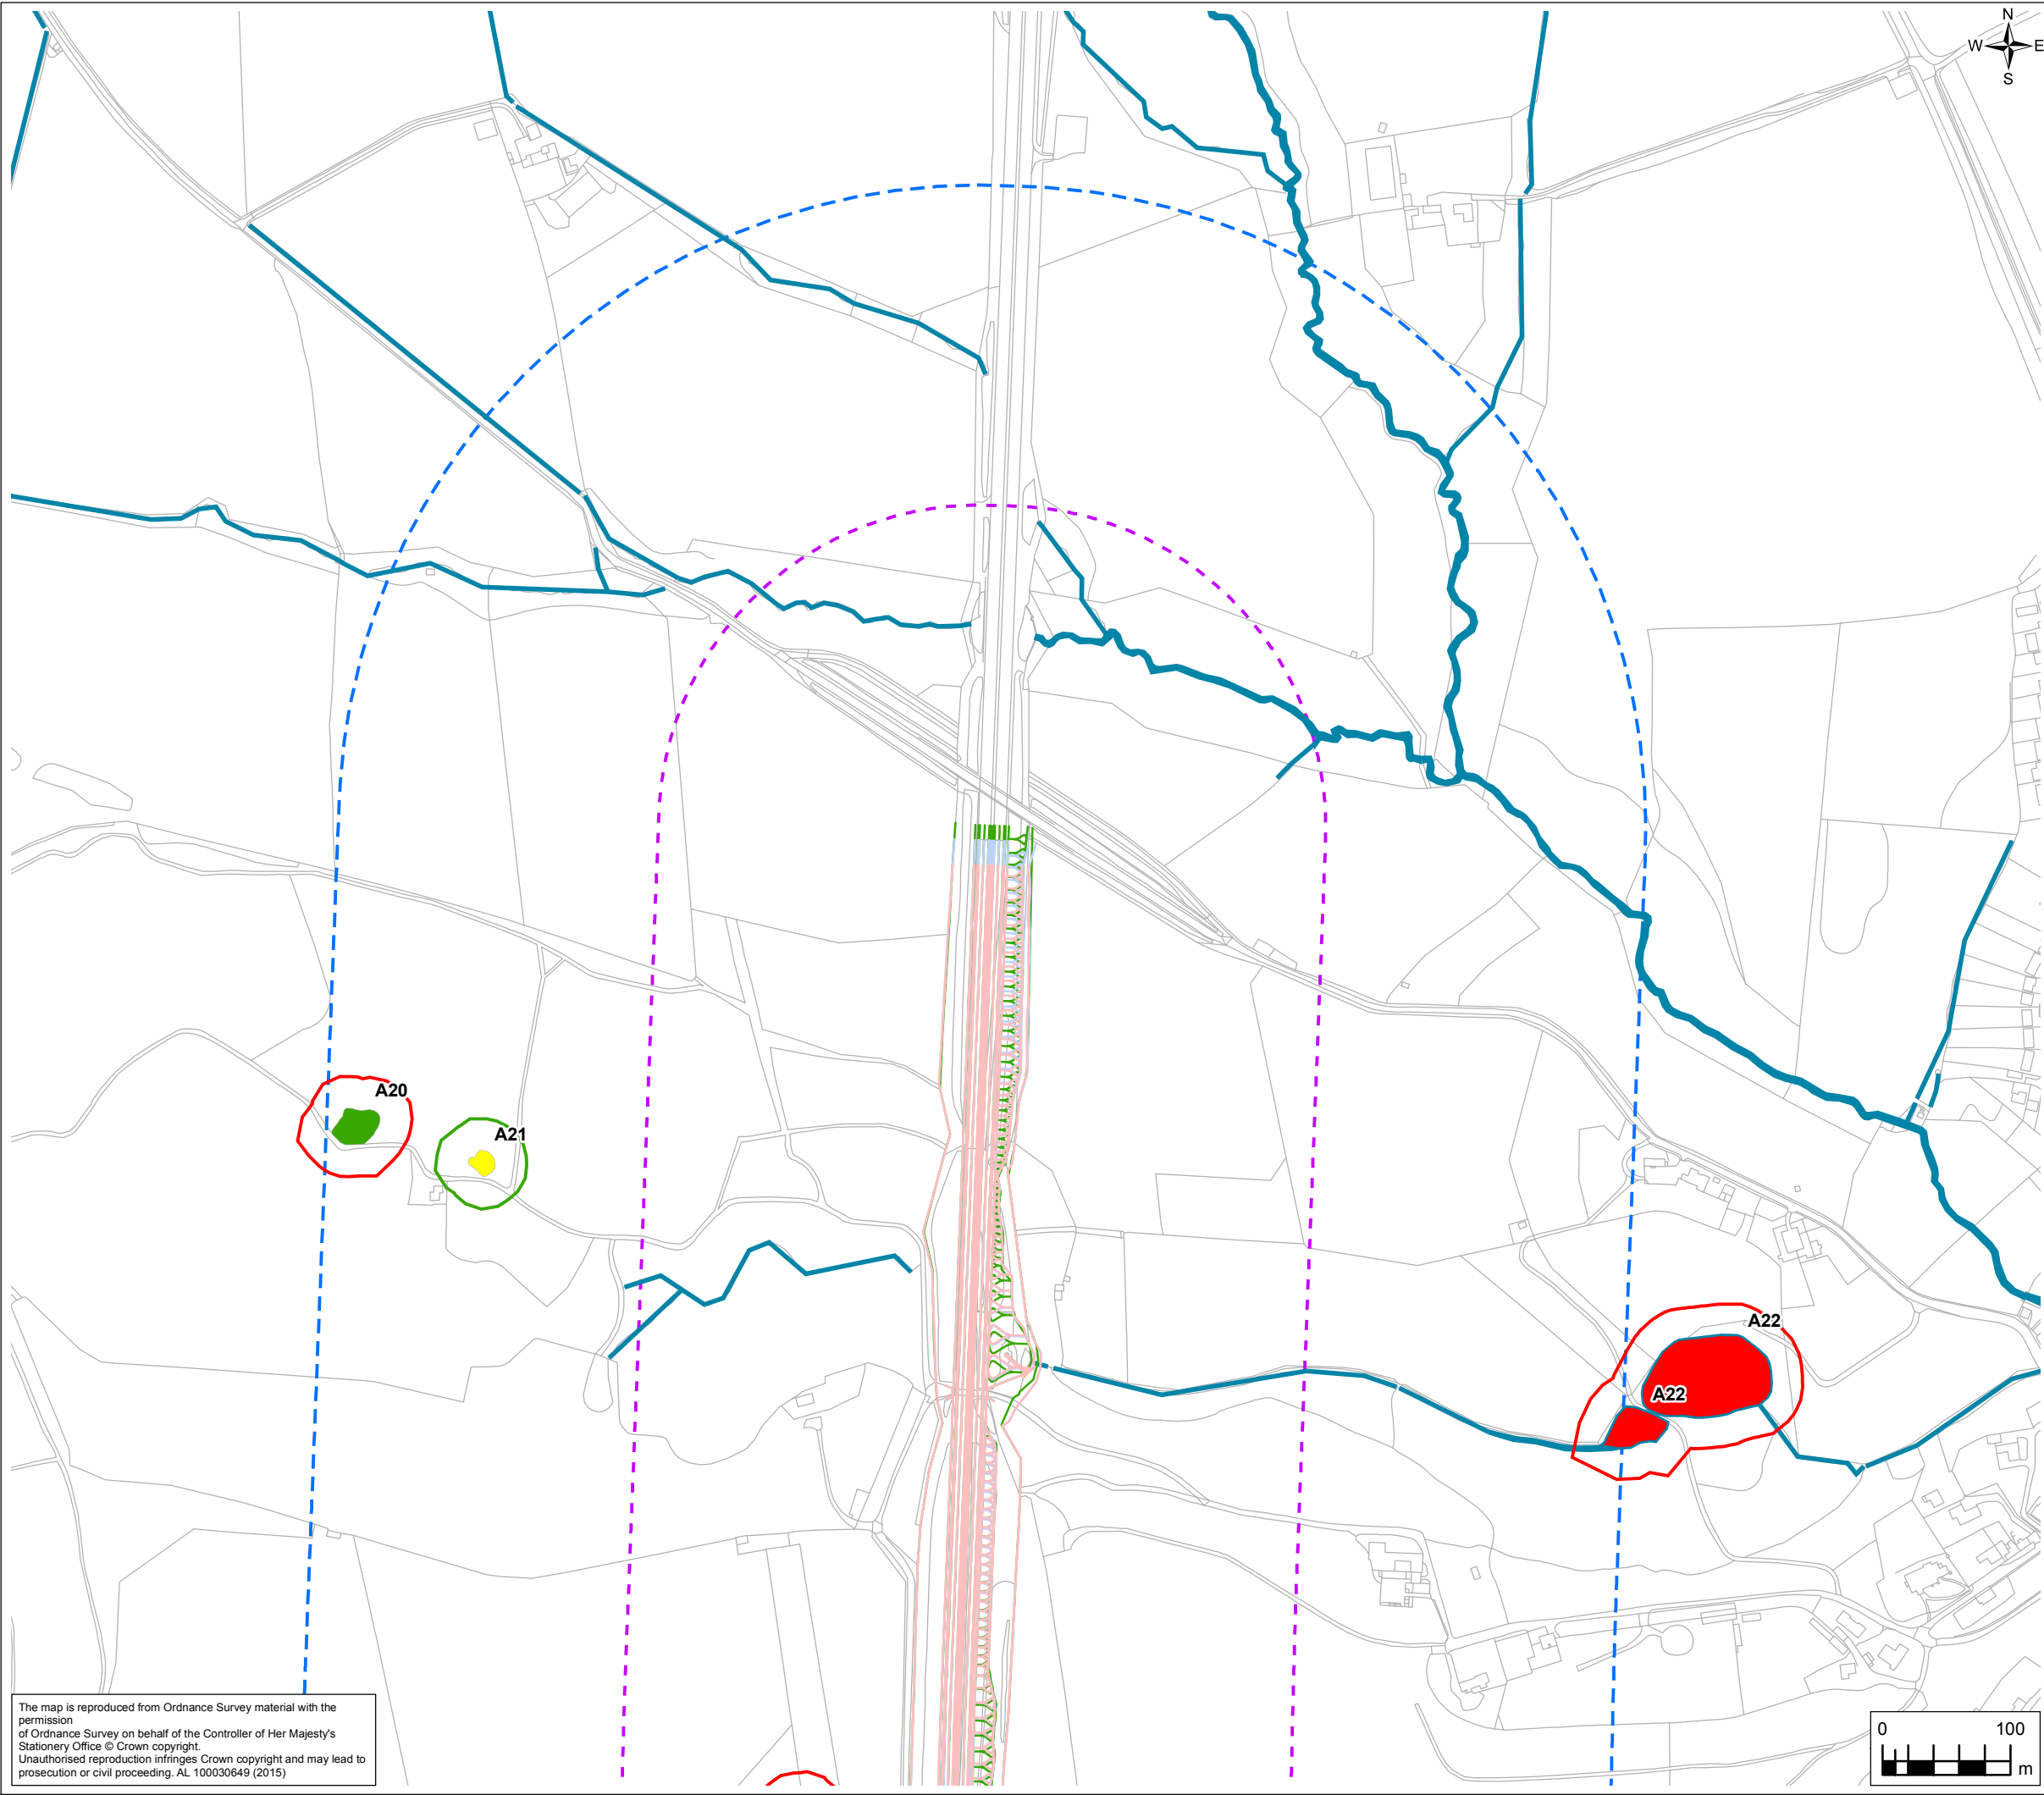 N
W E
S
A20
A21
A22
A22
The map is reproduced from Ordnance Survey material with the
permission
of Ordnance Survey on behalf of the Controller of Her Majesty's
Stationery Office © Crown copyright.
Unauthorised reproduction infringes Crown copyright and may lead to
prosecution or civil proceeding. AL 100030649 (2015)
0 100
m